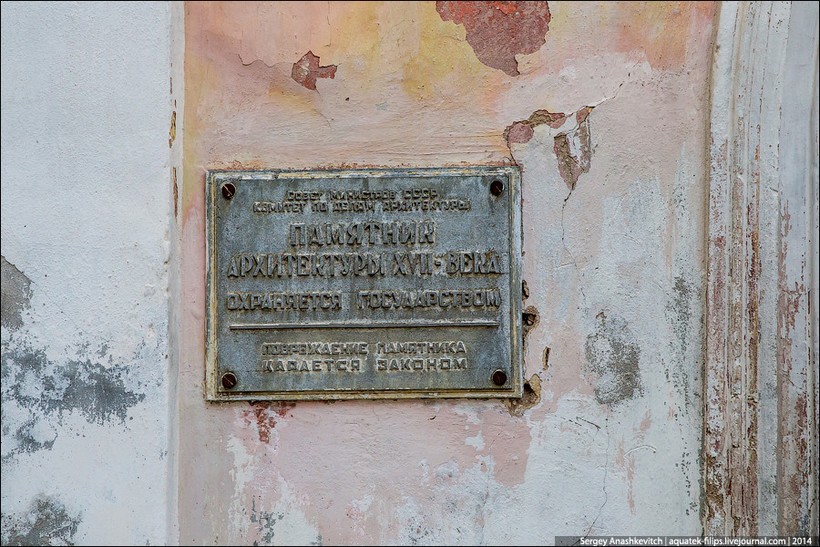 СОВЕТ МИНИСТРОВ СССР
КОМИТЕТ ПО ДЕЛАМ АРХИТЕКТУРЫ
ПАМЯТНИК
АРХИТЕКТУРЫ XVII-ВЕКА
ОХРАНЯЕТСЯ ГОСУДАРСТВОМ
ПОВРЕЖДЕНИЕ ПАМЯТНИКА
КАРАЕТСЯ ЗАКОНОМ
Sergey Anashkevitch | aquatek-filips.livejournal.com | 2014